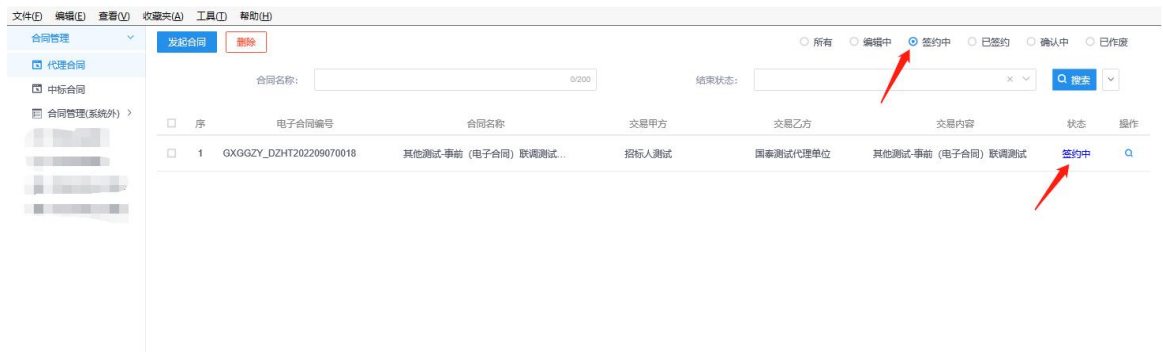 文件(F) 编辑(E) 查看(V) 收藏夹(A) 工具(T) 帮助(H)
合同管理
发起合同 删除 所有 编辑中 签约中 已签约 确认中 已作废
代理合同
合同名称: 0/200 结束状态: 搜索
中标合同
合同管理(系统外)
序 电子合同编号 合同名称 交易甲方 交易乙方 交易内容 状态 操作
1 GXGGZY_DZHT202209070018 其他测试-事前 (电子合同) 联调测试... 招标人测试 国泰测试代理单位 其他测试-事前 (电子合同) 联调测试 签约中